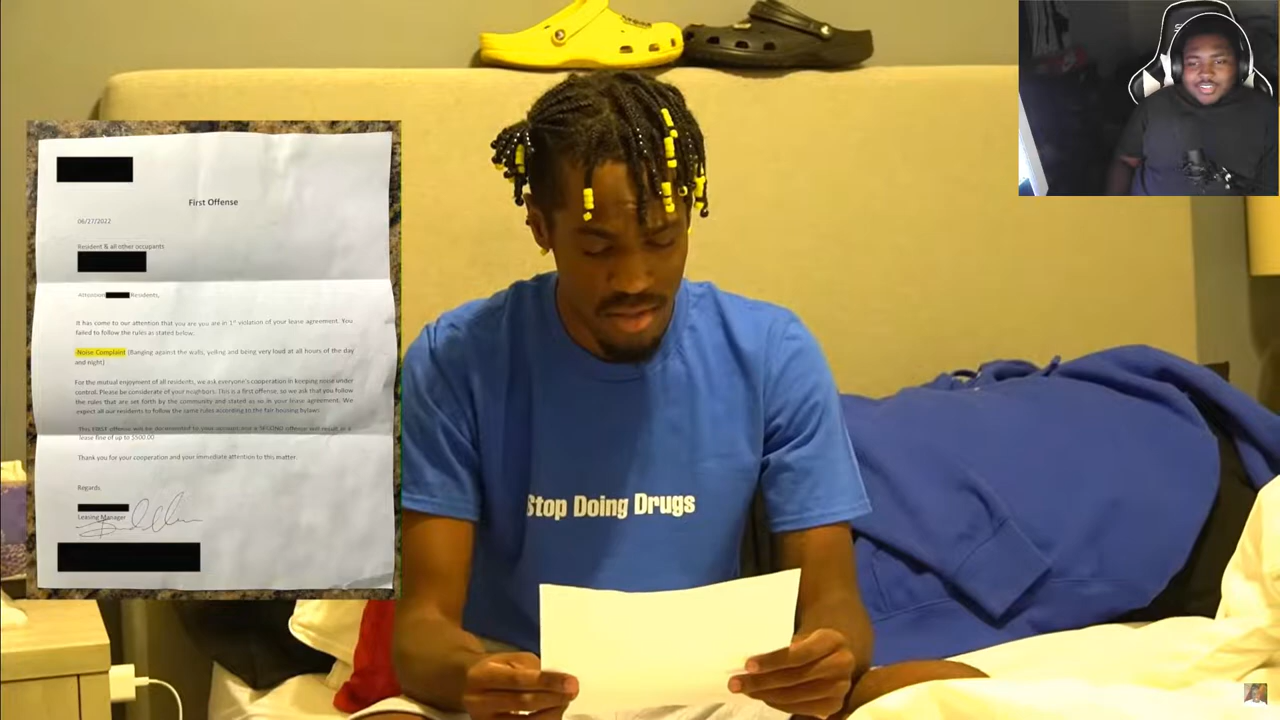 First Offense
06/27/2022
Resident & all other occupants
Attention Residents,
It has come to our attention that you are you are in 1st violation of your lease agreement. You
failed to follow the rules as stated below.
-Noise Complaint (Banging against the walls, yelling and being very loud at all hours of the day
and night)
For the mutual enjoyment of all residents, we ask everyone's cooperation in keeping noise under
control. Please be considerate of your neighbors. This is a first offense, so we ask that you follow
the rules that are set forth by the community and stated as so in your lease agreement. We
expect all our residents to follow the same rules according to the fair housing bylaws.
This FIRST offense will be documented to your account a SECOND offense will result in a
lease fine of up to $500.00
Thank you for your cooperation and your immediate attention to this matter.
Regards,
Leasing Manager
Stop Doing Drugs